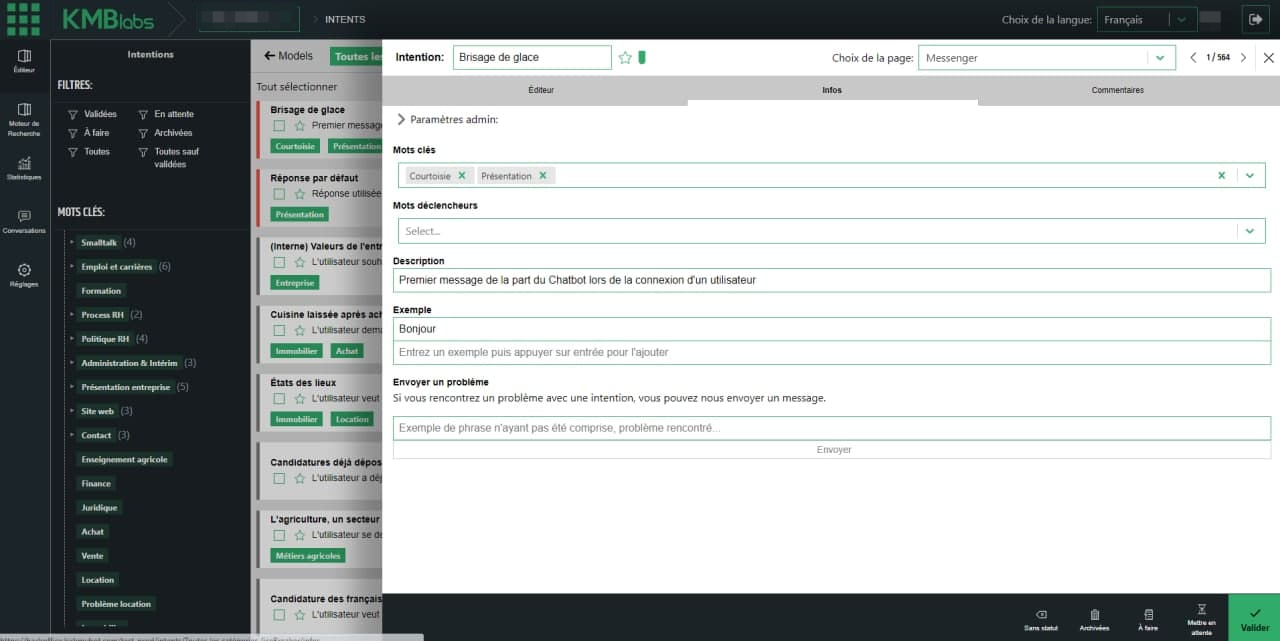 KMBlabs
INTENTS
Choix de la langue:
Français
Éditeur
Moteur de
Recherche
Statistiques
Conversations
Réglages
Intentions
FILTRES:
Validées
En attente
À faire
Archivées
Toutes
Toutes sauf
validées
MOTS CLÉS:
Smalltalk (4)
Emploi et carrières (6)
Formation
Process RH (2)
Politique RH (4)
Administration & Intérim (3)
Présentation entreprise (5)
Site web (3)
Contact (3)
Enseignement agricole
Finance
Juridique
Achat
Vente
Location
Problème location
Models
Toutes les
Tout sélectionner
Brisage de glace
Premier message
Courtoisie
Présentation
Réponse par défaut
Réponse utilisée
Présentation
(Interne) Valeurs de l'entr
L'utilisateur souh
Entreprise
Cuisine laissée après ach
L'utilisateur dema
Immobilier
Achat
États des lieux
L'utilisateur veut
Immobilier
Location
Candidatures déjà dépos
L'utilisateur a déj
L'agriculture, un secteur
L'utilisateur se de
Métiers agricoles
Candidature des français
L'utilisateur veut
Intention:
Brisage de glace
Choix de la page:
Messenger
1 / 564
Éditeur
Infos
Commentaires
Paramètres admin:
Mots clés
Courtoisie
Présentation
Mots déclencheurs
Select...
Description
Premier message de la part du Chatbot lors de la connexion d'un utilisateur
Exemple
Bonjour
Entrez un exemple puis appuyer sur entrée pour l'ajouter
Envoyer un problème
Si vous rencontrez un problème avec une intention, vous pouvez nous envoyer un message.
Exemple de phrase n'ayant pas été comprise, problème rencontré...
Envoyer
Sans statut
Archivées
À faire
Mettre en
attente
Valider